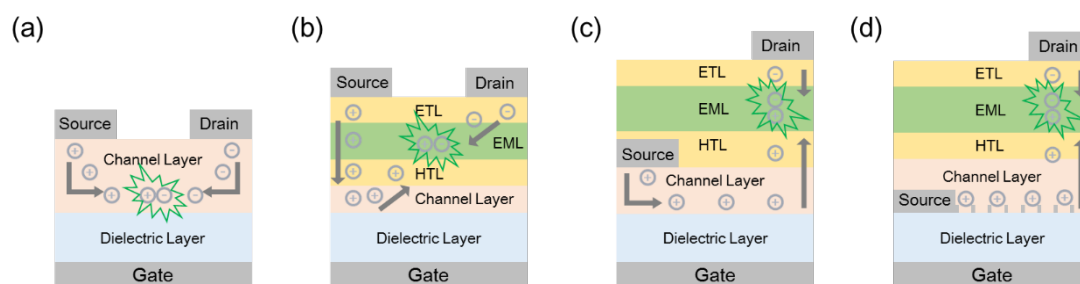 (a)
Source
Drain
Channel Layer
Dielectric Layer
Gate
(b)
Source
Drain
ETL
EML
HTL
Channel Layer
Dielectric Layer
Gate
(c)
Drain
ETL
EML
HTL
Source
Channel Layer
Dielectric Layer
Gate
(d)
Drain
ETL
EML
HTL
Channel Layer
Source
Dielectric Layer
Gate